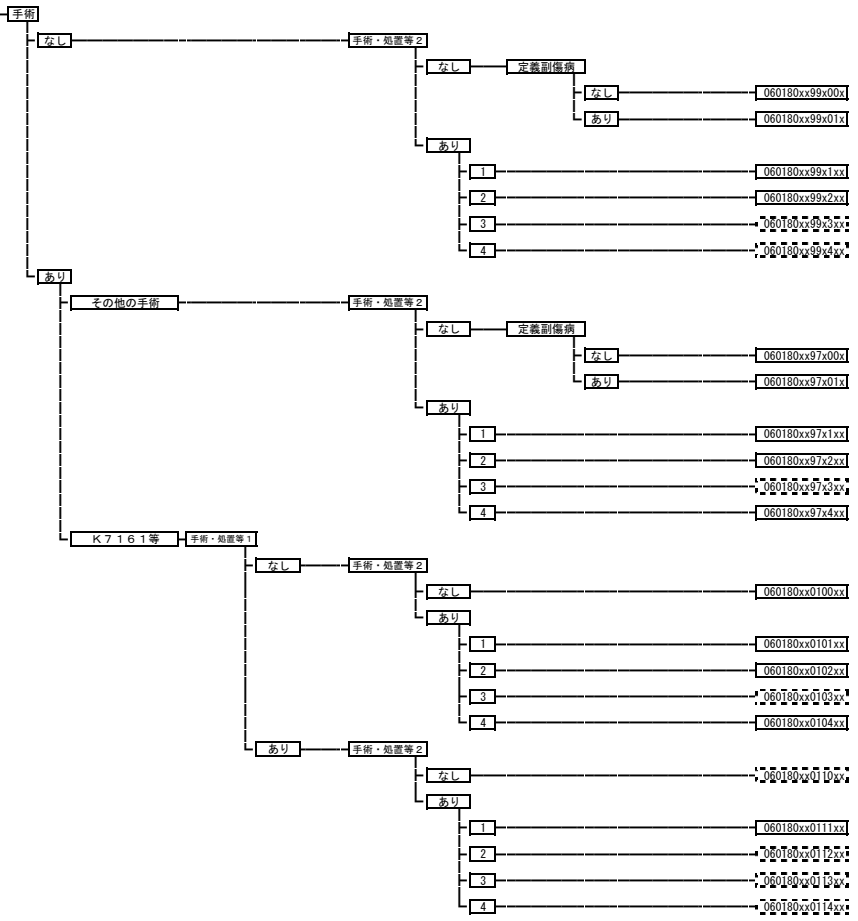 手術
なし 手術・処置等2
なし 定義副傷病
なし 060180xx99x00x
あり 060180xx99x01x
あり
1 060180xx99x1xx
2 060180xx99x2xx
3 060180xx99x3xx
4 060180xx99x4xx
あり
その他の手術 手術・処置等2
なし 定義副傷病
なし 060180xx97x00x
あり 060180xx97x01x
あり
1 060180xx97x1xx
2 060180xx97x2xx
3 060180xx97x3xx
4 060180xx97x4xx
K7161等 手術・処置等1
なし 手術・処置等2
なし 060180xx0100xx
あり
1 060180xx0101xx
2 060180xx0102xx
3 060180xx0103xx
4 060180xx0104xx
あり 手術・処置等2
なし 060180xx0110xx
あり
1 060180xx0111xx
2 060180xx0112xx
3 060180xx0113xx
4 060180xx0114xx